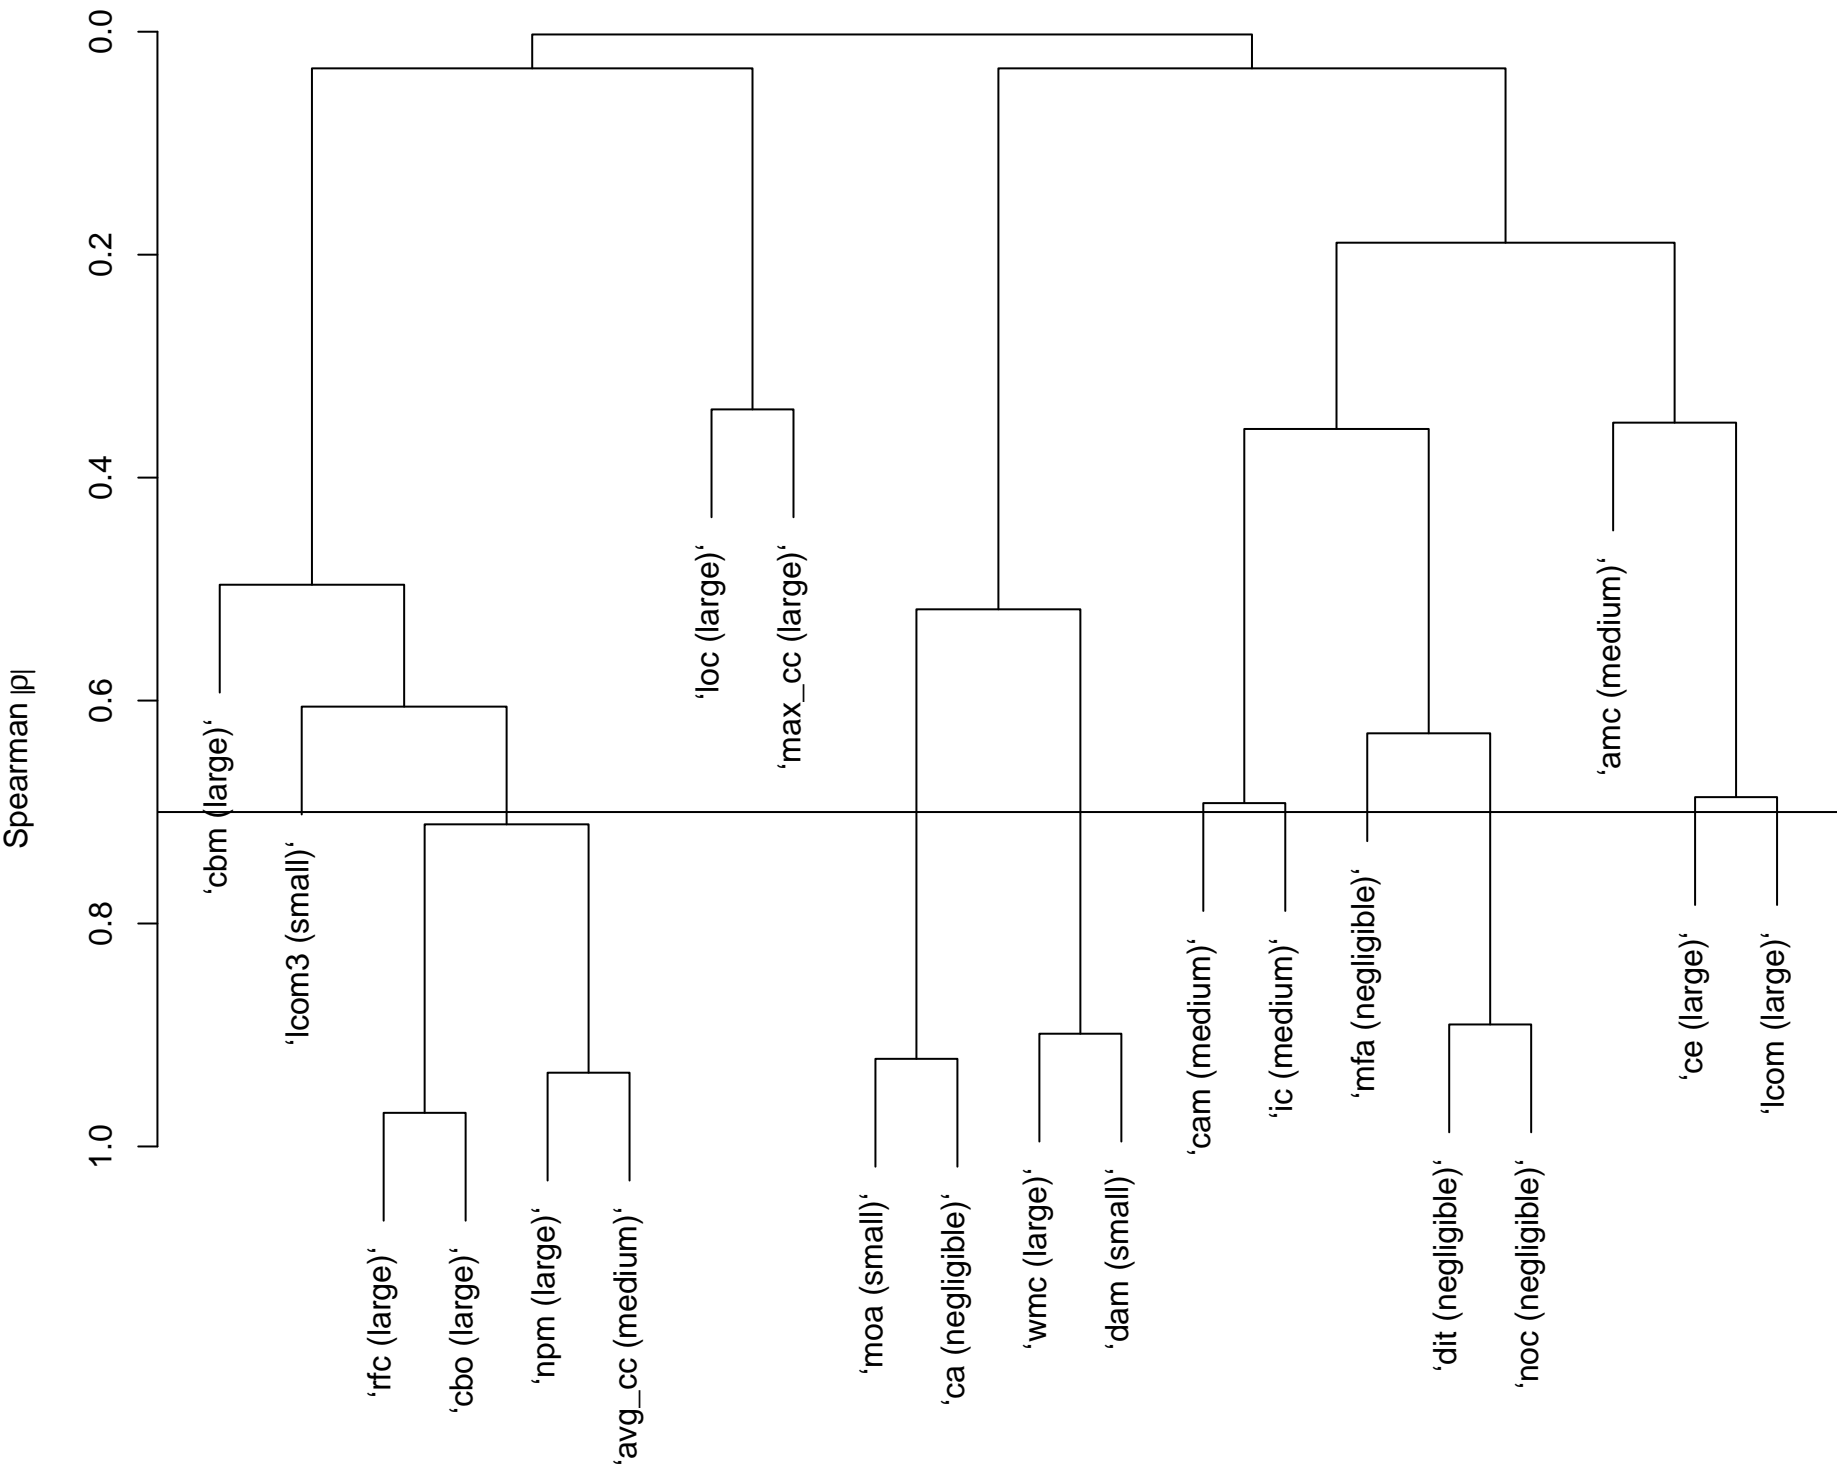 Spearman |ρ|
0.0
0.2
0.4
0.6
0.8
1.0
‘cbm (large)‘
‘lcom3 (small)‘
‘rfc (large)‘
‘cbo (large)‘
‘npm (large)‘
‘avg_cc (medium)‘
‘loc (large)‘
‘max_cc (large)‘
‘moa (small)‘
‘ca (negligible)‘
‘wmc (large)‘
‘dam (small)‘
‘cam (medium)‘
‘ic (medium)‘
‘mfa (negligible)‘
‘dit (negligible)‘
‘noc (negligible)‘
‘amc (medium)‘
‘ce (large)‘
‘lcom (large)‘